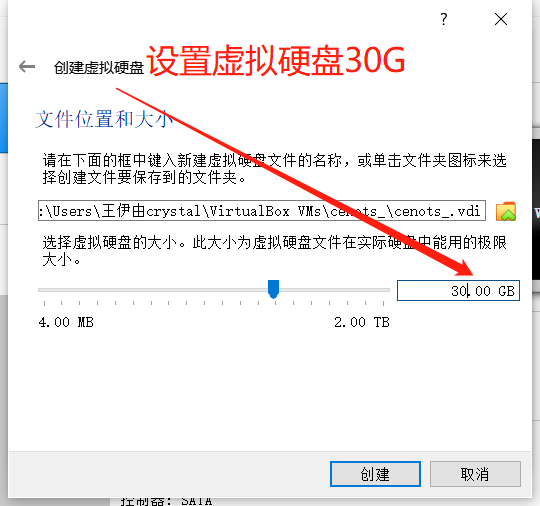 ?
创建虚拟硬盘
设置虚拟硬盘30G
文件位置和大小
请在下面的框中键入新建虚拟硬盘文件的名称，或单击文件夹图标来选
择创建文件要保存到的文件夹。
:\Users\王伊由crystal\VirtualBox VMs\cenots_\cenots_.vdi
选择虚拟硬盘的大小。此大小为虚拟硬盘文件在实际硬盘中能用的极限
大小。
30.00 GB
4.00 MB
2.00 TB
创建
取消
控制器: SATA